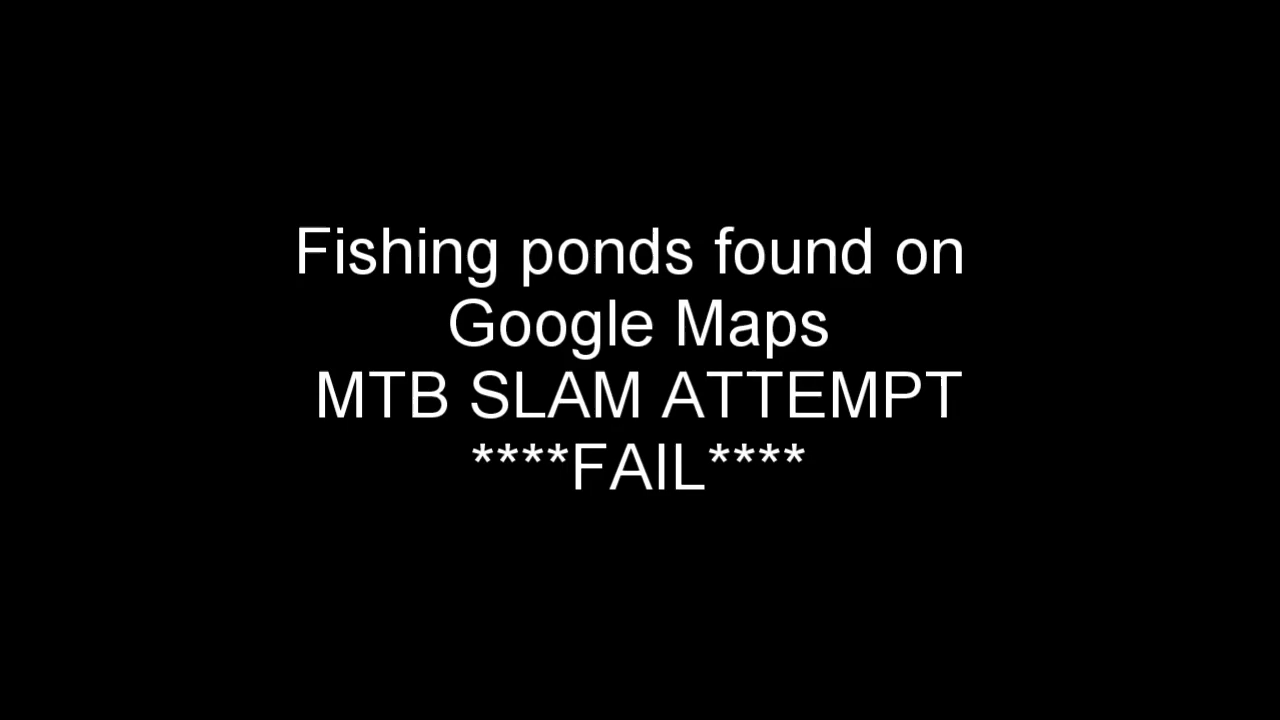 Fishing ponds found on
Google Maps
MTB SLAM ATTEMPT
****FAIL****